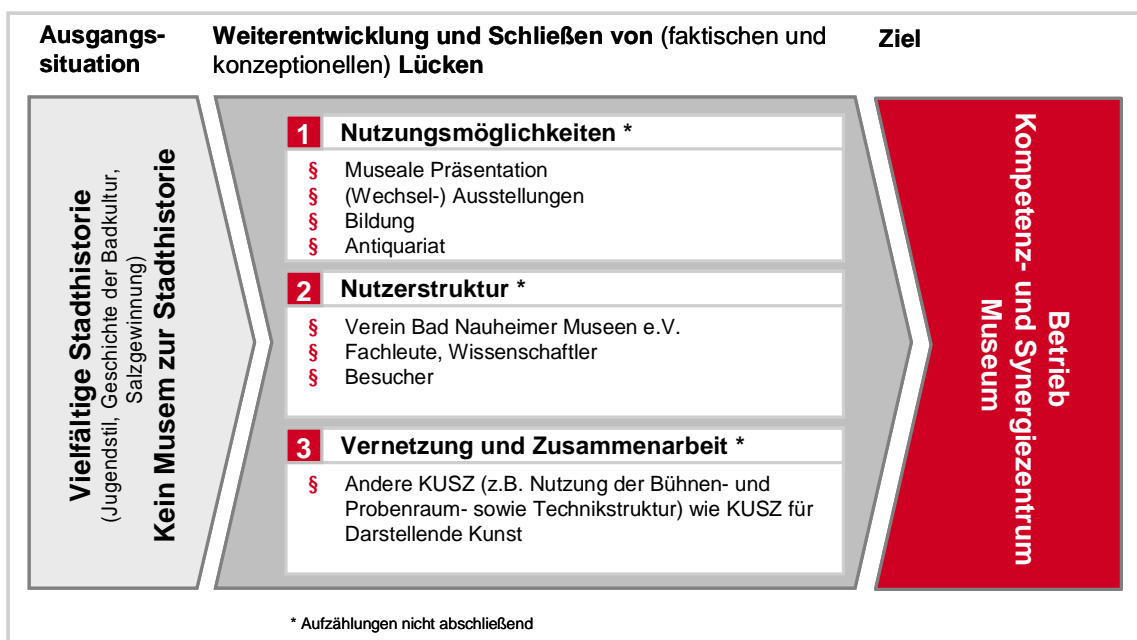 Ausgangs-
situation
Weiterentwicklung und Schließen von (faktischen und
konzeptionellen) Lücken
Ziel
Vielfältige Stadthistorie
(Jugendstil, Geschichte der Badkultur,
Salzgewinnung)
Kein Musem zur Stadthistorie
1 Nutzungsmöglichkeiten *
§ Museale Präsentation
§ (Wechsel-) Ausstellungen
§ Bildung
§ Antiquariat
2 Nutzerstruktur *
§ Verein Bad Nauheimer Museen e.V.
§ Fachleute, Wissenschaftler
§ Besucher
3 Vernetzung und Zusammenarbeit *
§ Andere KUSZ (z.B. Nutzung der Bühnen- und
Probenraum- sowie Technikstruktur) wie KUSZ für
Darstellende Kunst
Betrieb
Kompetenz- und Synergiezentrum
Museum
* Aufzählungen nicht abschließend